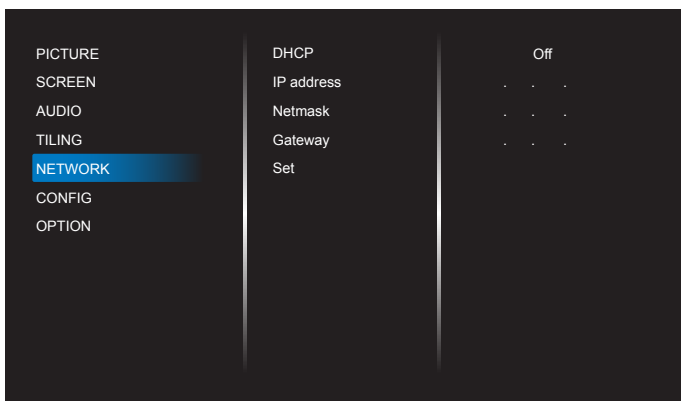 PICTURE DHCP Off
SCREEN IP address . . .
AUDIO Netmask . . .
TILING Gateway . . .
NETWORK Set
CONFIG
OPTION